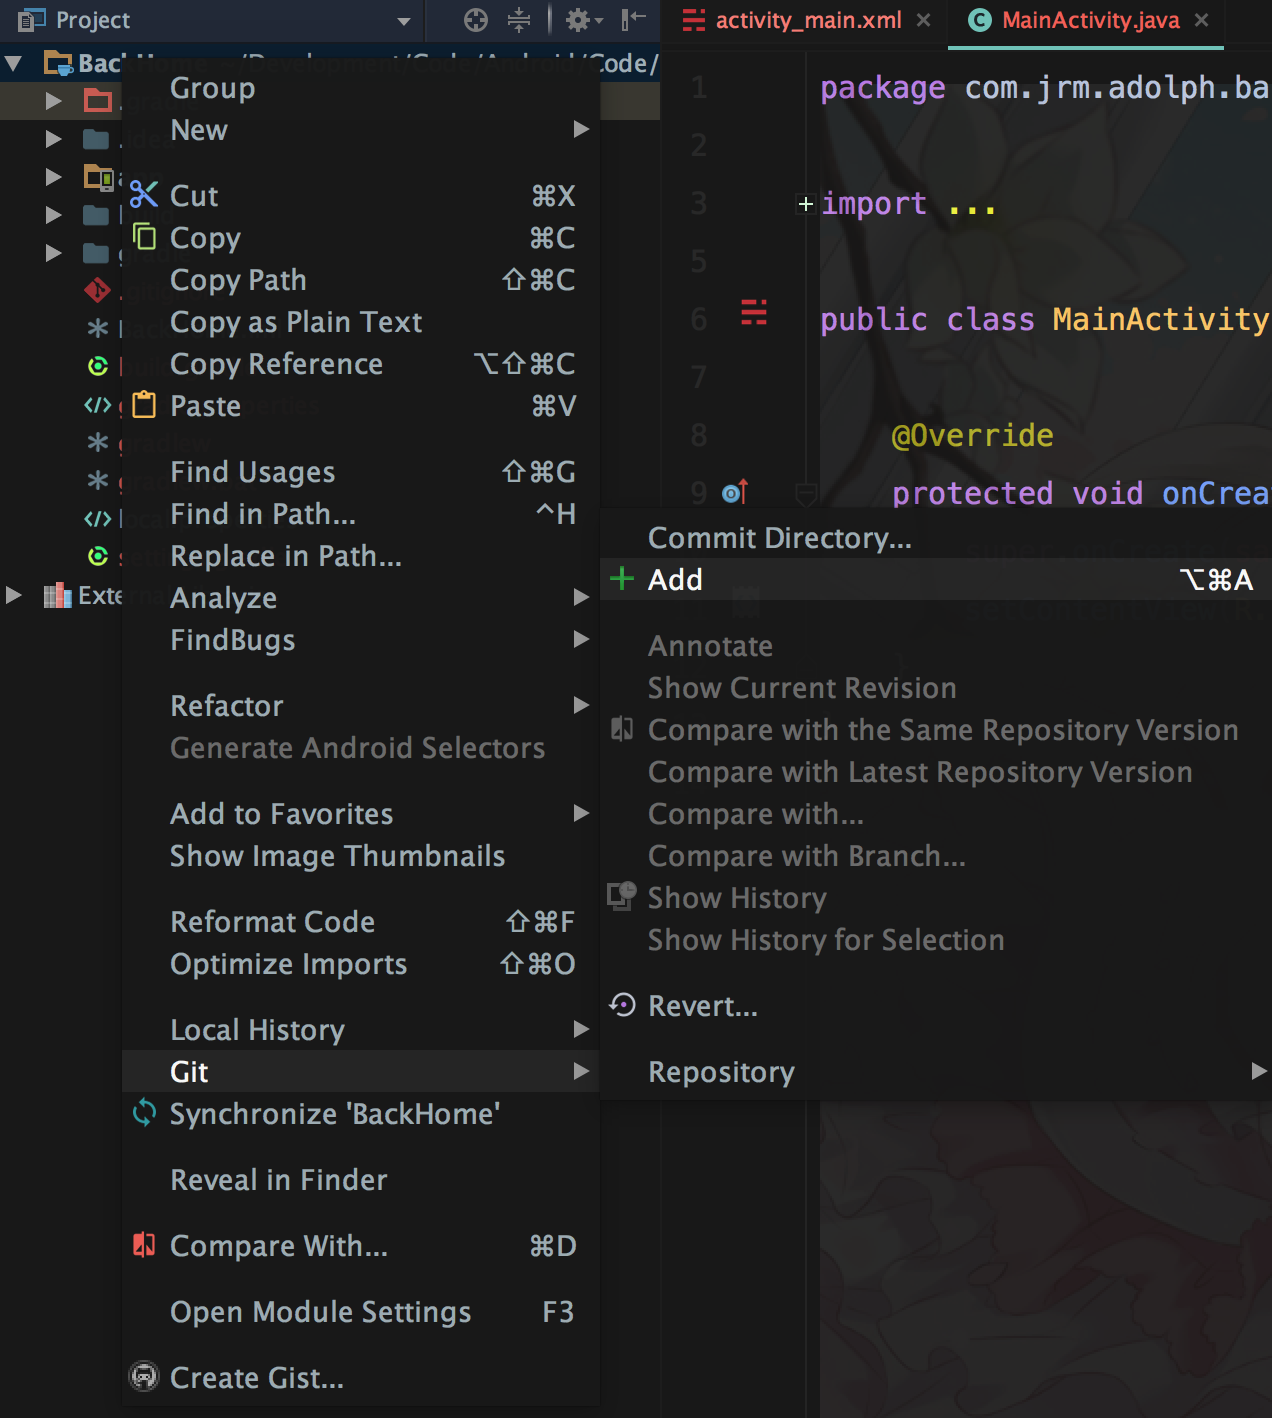 Project
activity_main.xml
MainActivity.java
BackHome ~/Development/Code/Android/Code/
Group
New
Cut ⌘X
Copy ⌘C
Copy Path ⇧⌘C
Copy as Plain Text
Copy Reference ⌥⇧⌘C
Paste ⌘V
Find Usages ⇧⌘G
Find in Path... ^H
Replace in Path...
Analyze
FindBugs
Refactor
Generate Android Selectors
Add to Favorites
Show Image Thumbnails
Reformat Code ⇧⌘F
Optimize Imports ⇧⌘O
Local History
Git
Synchronize 'BackHome'
Reveal in Finder
Compare With... ⌘D
Open Module Settings F3
Create Gist...
1 package com.jrm.adolph.ba
2
3 import ...
5
6 public class MainActivity
7
8 @Override
9 protected void onCrea
Commit Directory...
Add ⌥⌘A
Annotate
Show Current Revision
Compare with the Same Repository Version
Compare with Latest Repository Version
Compare with...
Compare with Branch...
Show History
Show History for Selection
Revert...
Repository